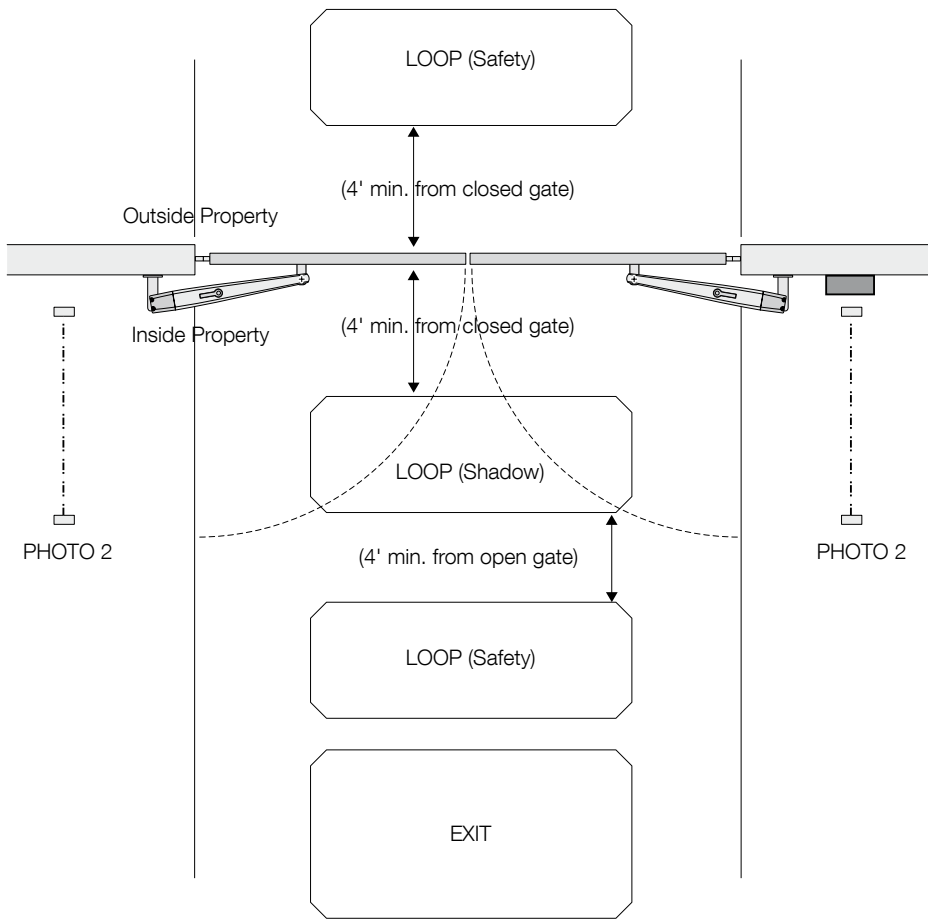 LOOP (Safety)
(4' min. from closed gate)
Outside Property
Inside Property
(4' min. from closed gate)
LOOP (Shadow)
PHOTO 2
(4' min. from open gate)
PHOTO 2
LOOP (Safety)
EXIT